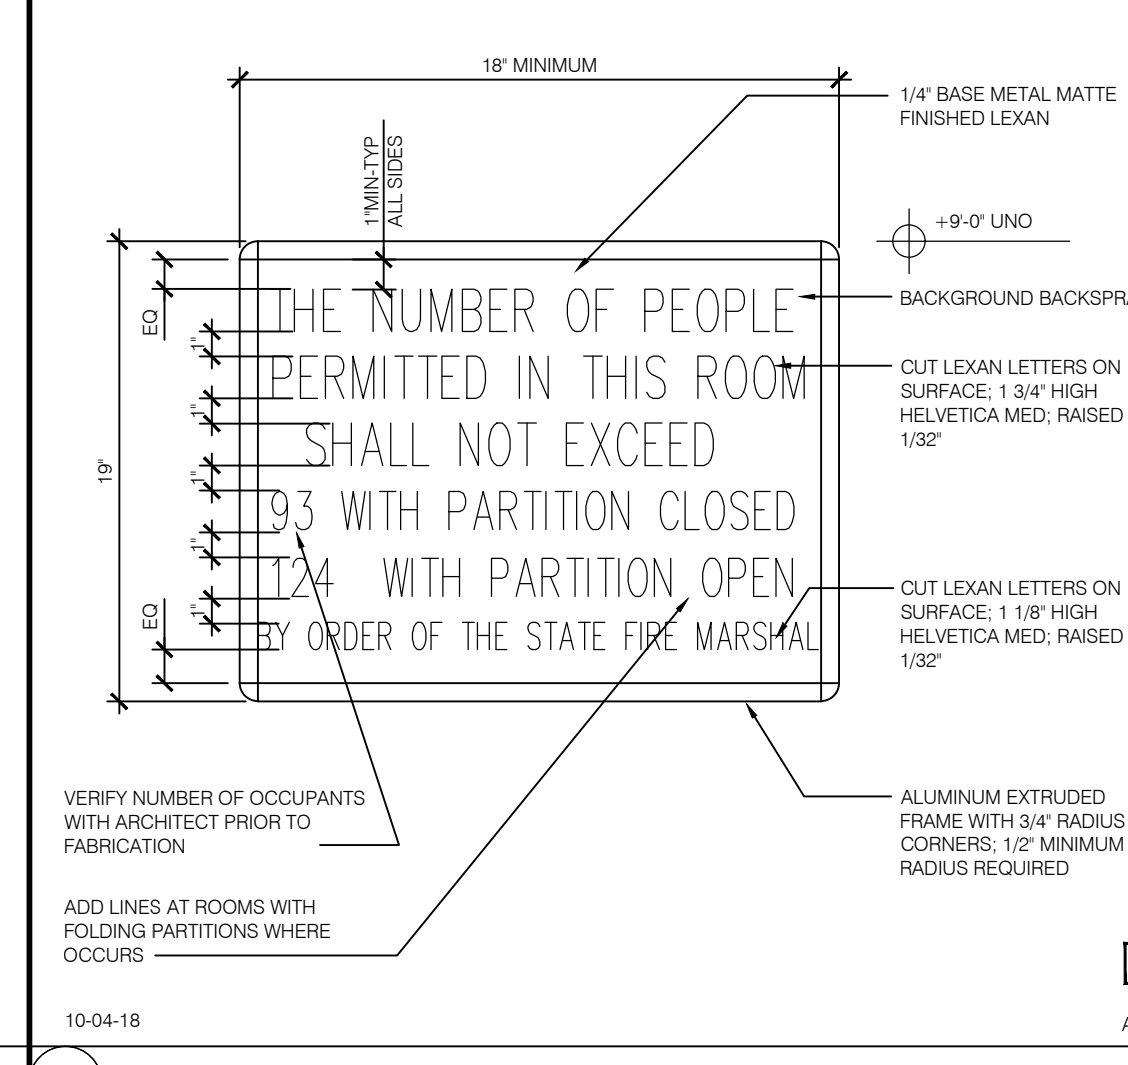 18" MINIMUM
1/4" BASE METAL MATTE
FINISHED LEXAN
1"MIN-TYP
ALL SIDES
+9'-0" UNO
BACKGROUND
CUT LEXAN LETTERS ON
SURFACE; 1 3/4" HIGH
HELVETICA MED; RAISED
1/32"
THE NUMBER OF PEOPLE
PERMITTED IN THIS ROOM
SHALL NOT EXCEED
93 WITH PARTITION CLOSED
124 WITH PARTITION OPEN
BY ORDER OF THE STATE FIRE MARSHAL
EQ
1"
1"
1"
1"
1"
EQ
19"
CUT LEXAN LETTERS ON
SURFACE; 1 1/8" HIGH
HELVETICA MED; RAISED
1/32"
ALUMINUM EXTRUDED
FRAME WITH 3/4" RADIUS
CORNERS; 1/2" MINIMUM
RADIUS REQUIRED
VERIFY NUMBER OF OCCUPANTS
WITH ARCHITECT PRIOR TO
FABRICATION
ADD LINES AT ROOMS WITH
FOLDING PARTITIONS WHERE
OCCURS
10-04-18